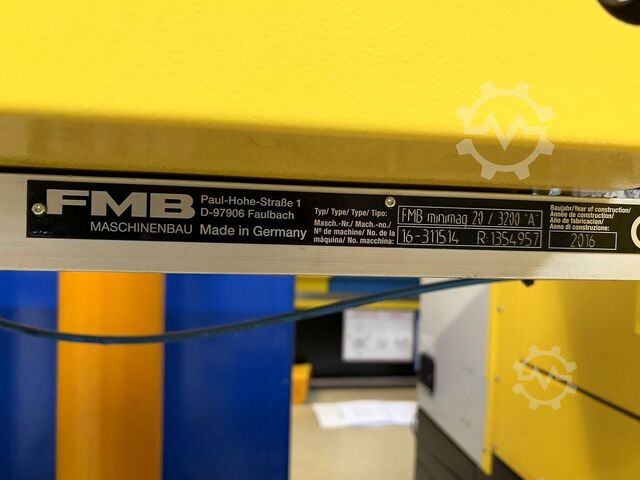 FMB
MASCHINENBAU
Paul-Hohe-Straße 1
D-97906 Faulbach
Made in Germany
Typ/Type/Type/Tipo:
FMB minimag 20 / 3200 -A
Masch.-Nr./ Mach.-no./
N° de machine/ No. de la
máquina/ No. macchina:
16-311514 R:1354957
Baujahr/Year of construction/
Année de construction/
Año de fabricacion/
Anno di construzione:
2016